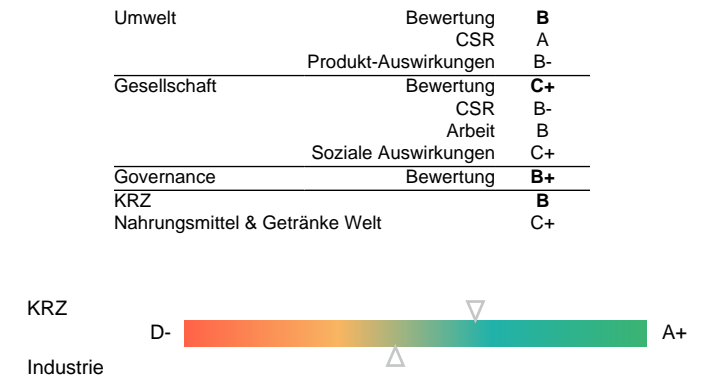 Umwelt Bewertung B
CSR A
Produkt-Auswirkungen B-
Gesellschaft Bewertung C+
CSR B-
Arbeit B
Soziale Auswirkungen C+
Governance Bewertung B+
KRZ B
Nahrungsmittel & Getränke Welt C+
KRZ
D- A+
Industrie